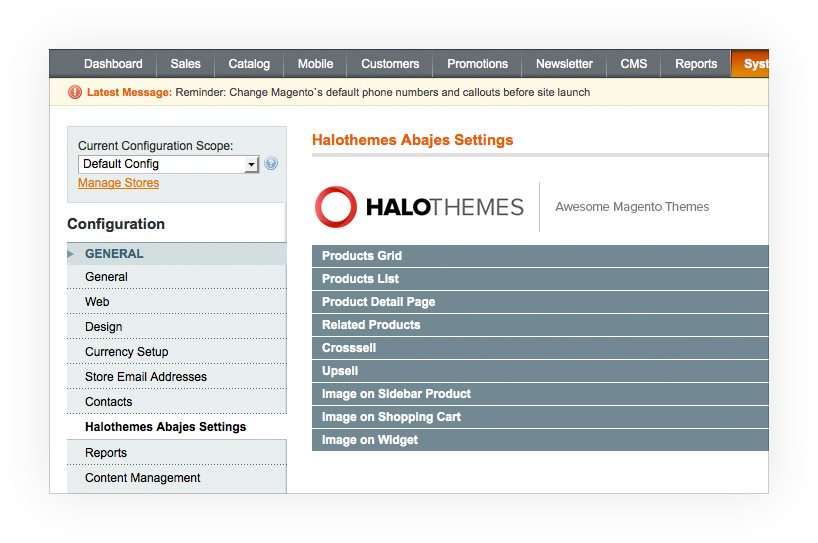 Dashboard Sales Catalog Mobile Customers Promotions Newsletter CMS Reports Syst
Latest Message: Reminder: Change Magento`s default phone numbers and callouts before site launch
Current Configuration Scope:
Default Config
Manage Stores
Configuration
GENERAL
General
Web
Design
Currency Setup
Store Email Addresses
Contacts
Halothemes Abajes Settings
Reports
Content Management
Halothemes Abajes Settings
HALOTHEMES
Awesome Magento Themes
Products Grid
Products List
Product Detail Page
Related Products
Crosssell
Upsell
Image on Sidebar Product
Image on Shopping Cart
Image on Widget